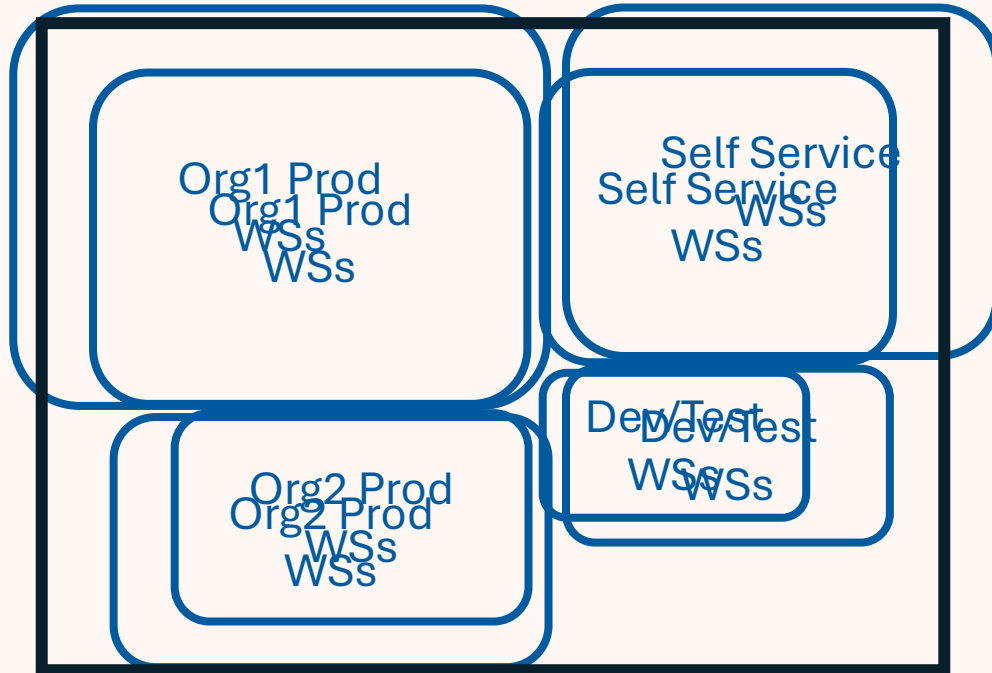 Org1 Prod
WSs
Org1 Prod
WSs
Self Service
WSs
Self Service
WSs
Dev/Test
WSs
Dev/Test
WSs
Org2 Prod
WSs
Org2 Prod
WSs